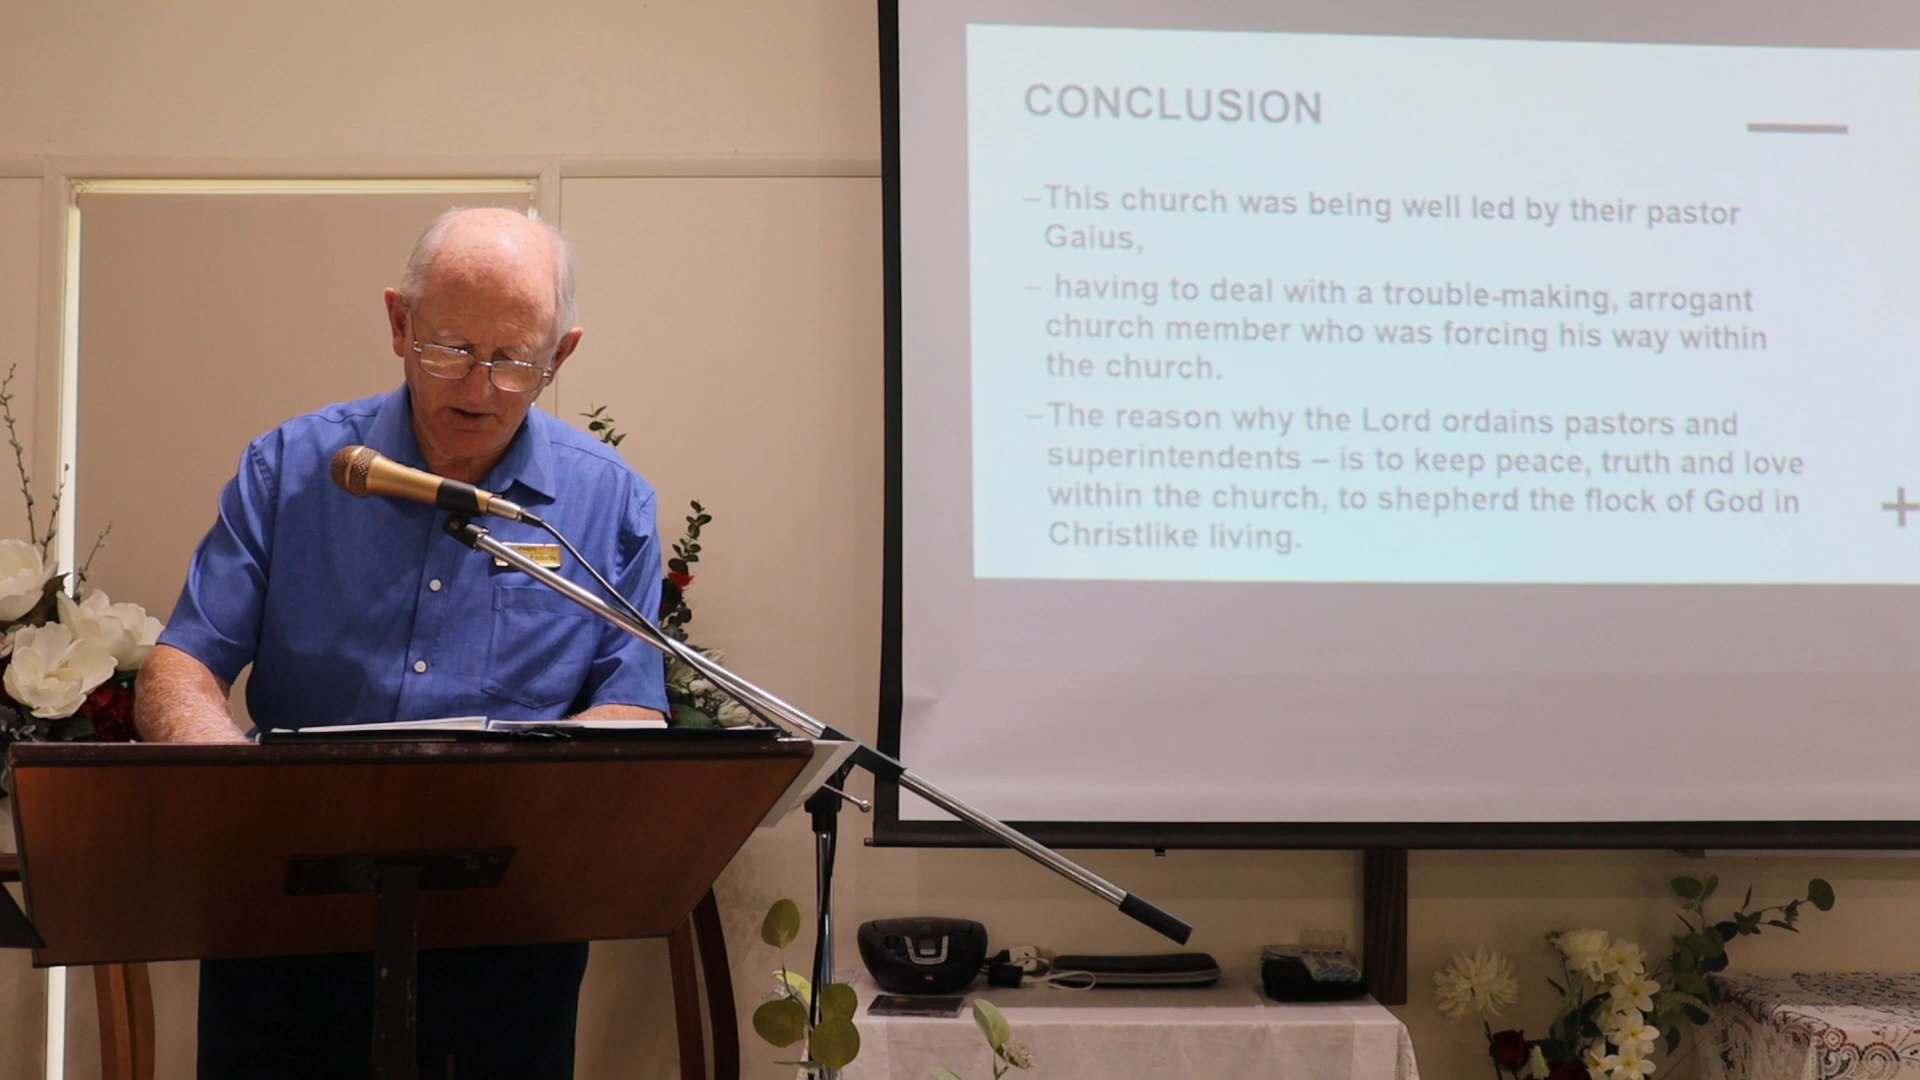 CONCLUSION
–This church was being well led by their pastor
Gaius,
– having to deal with a trouble-making, arrogant
church member who was forcing his way within
the church.
–The reason why the Lord ordains pastors and
superintendents – is to keep peace, truth and love
within the church, to shepherd the flock of God in
Christlike living.